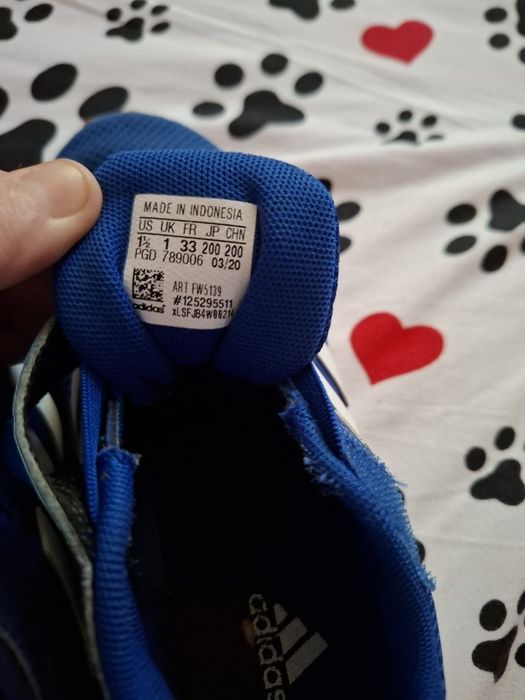 MADE IN INDONESIA
US UK FR JP CHN
1½ 1 33 200 200
PGD 789006 03/20
ART FW5139
#125295511
adidas xLSFJB4W00214
adidas